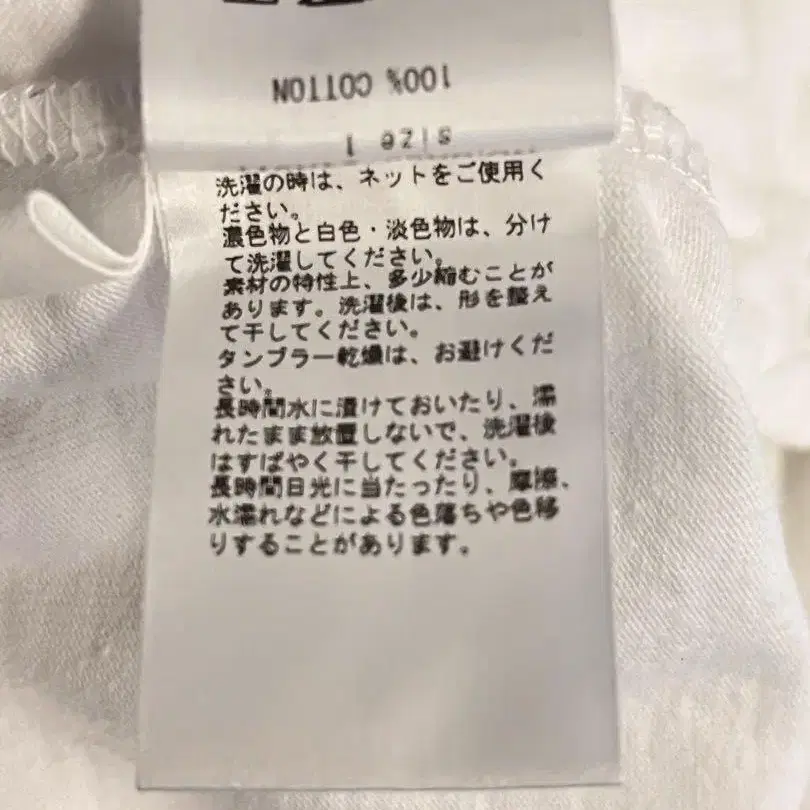 100% COTTON
size 1
洗濯の時は、ネットをご使用く
ださい。
濃色物と白色・淡色物は、分け
て洗濯してください。
素材の特性上、多少縮むことが
あります。洗濯後は、形を整え
て干してください。
タンブラー乾燥は、お避けくだ
さい。
長時間水に漬けておいたり、濡
れたまま放置しないで、洗濯後
はすばやく干してください。
長時間日光に当たったり、摩擦、
水濡れなどによる色落ちや色移
りすることがあります。